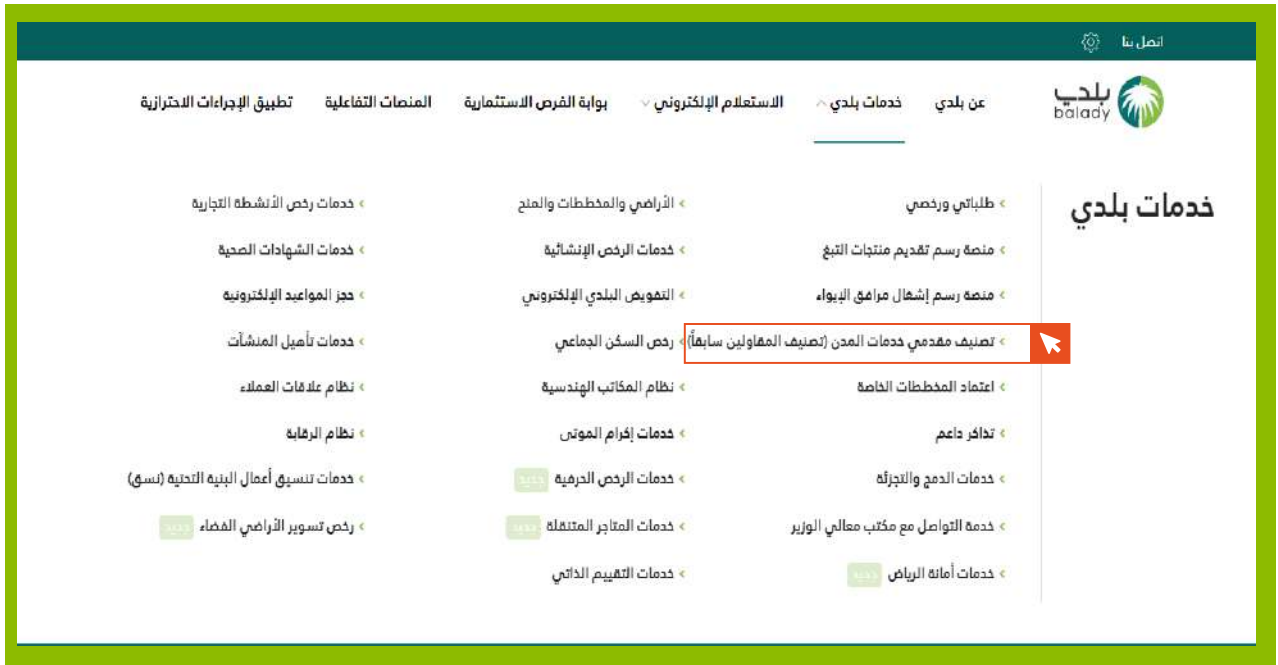 اتصل بنا
بلدي
balady
عن بلدي
خدمات بلدي
الاستعلام الإلكتروني
بوابة الفرص الاستثمارية
المنصات التفاعلية
تطبيق الإجراءات الاحترازية
خدمات بلدي
طلباتي ورخصي
الأراضي والمخططات والمنح
خدمات رخص الأنشطة التجارية
منصة رسم تقديم منتجات التبغ
خدمات الرخص الإنشائية
خدمات الشهادات الصحية
منصة رسم إشغال مرافق الإيواء
التفويض البلدي الإلكتروني
حجز المواعيد الإلكترونية
تصنيف مقدمي خدمات المدن (تصنيف المقاولين سابقاً)
رخص السكن الجماعي
خدمات تأهيل المنشآت
اعتماد المخططات الخاصة
نظام المكاتب الهندسية
نظام علاقات العملاء
تذاكر داعم
خدمات إكرام الموتى
نظام الرقابة
خدمات الدمج والتجزئة
خدمات الرخص الحرفية جديد
خدمات تنسيق أعمال البنية التحتية (نسق)
خدمة التواصل مع مكتب معالي الوزير
خدمات المتاجر المتنقلة جديد
رخص تسوير الأراضي الفضاء جديد
خدمات أمانة الرياض جديد
خدمات التقييم الذاتي